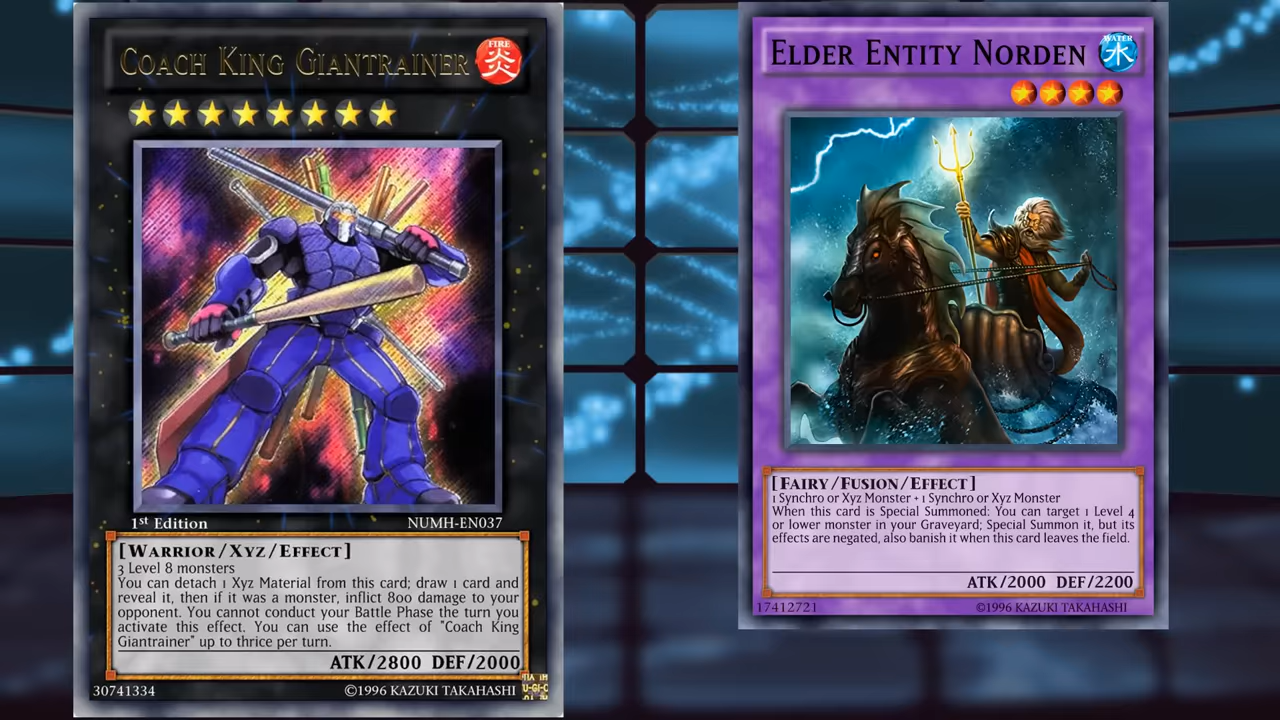 Coach King Giantrainer
FIRE
炎
1st Edition
NUMH-EN037
[Warrior/Xyz/Effect]
3 Level 8 monsters
You can detach 1 Xyz Material from this card; draw 1 card and
reveal it, then if it was a monster, inflict 800 damage to your
opponent. You cannot conduct your Battle Phase the turn you
activate this effect. You can use the effect of "Coach King
Giantrainer" up to thrice per turn.
ATK/2800 DEF/2000
30741334
©1996 KAZUKI TAKAHASHI
Elder Entity Norden
WATER
水
[Fairy/Fusion/Effect]
1 Synchro or Xyz Monster + 1 Synchro or Xyz Monster
When this card is Special Summoned: You can target 1 Level 4
or lower monster in your Graveyard; Special Summon it, but its
effects are negated, also banish it when this card leaves the field.
ATK/2000 DEF/2200
17412721
©1996 KAZUKI TAKAHASHI